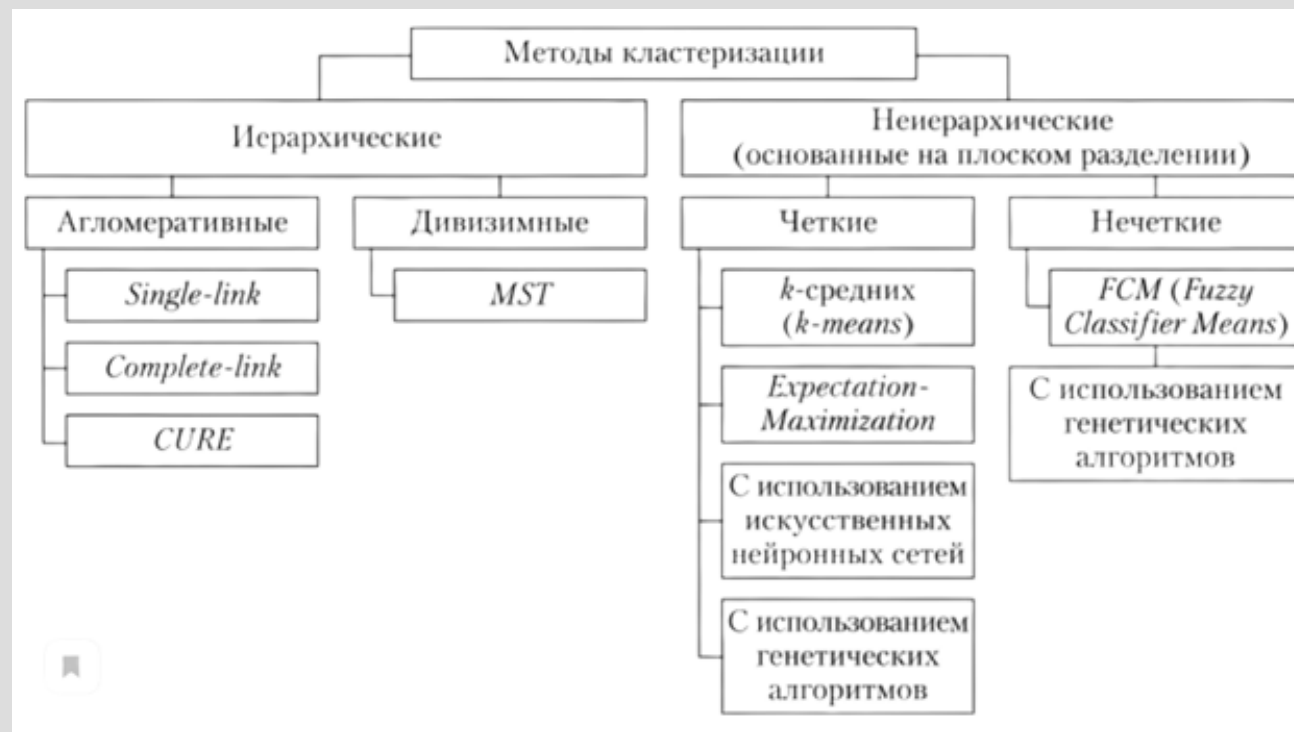 Методы кластеризации
Иерархические
Неиерархические
(основанные на плоском разделении)
Агломеративные
Дивизимные
Четкие
Нечеткие
Single-link
Complete-link
CURE
MST
k-средних
(k-means)
Expectation-
Maximization
С использованием
искусственных
нейронных сетей
С использованием
генетических
алгоритмов
FCM (Fuzzy
Classifier Means)
С использованием
генетических
алгоритмов